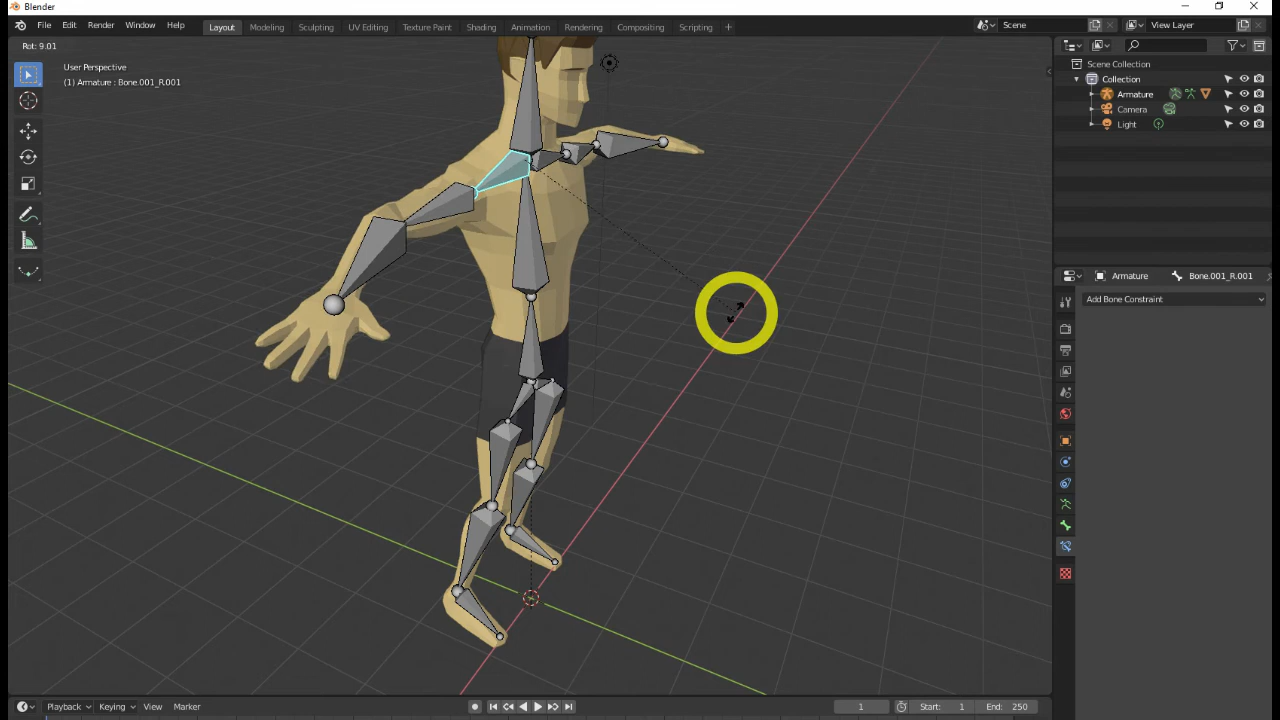 Blender
File Edit Render Window Help
Layout Modeling Sculpting UV Editing Texture Paint Shading Animation Rendering Compositing Scripting +
Scene
View Layer
Rot: 9.01
User Perspective
(1) Armature : Bone.001_R.001
Scene Collection
Collection
Armature
Camera
Light
Armature
Bone.001_R.001
Add Bone Constraint
Playback Keying View Marker
1
Start: 1
End: 250